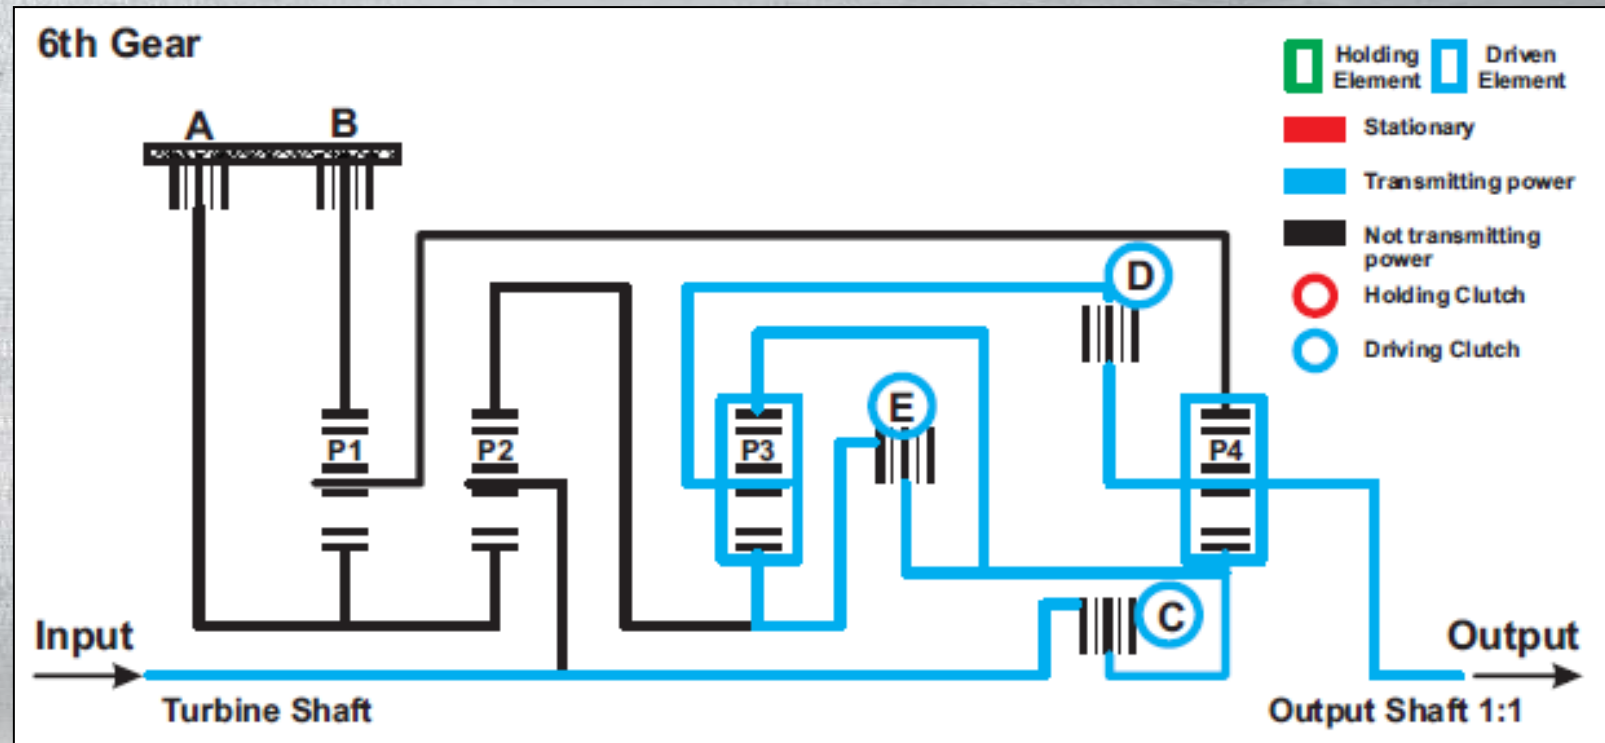 6th Gear
Holding Element
Driven Element
Stationary
Transmitting power
Not transmitting
power
Holding Clutch
Driving Clutch
A
B
D
E
P1
P2
P3
P4
C
Input
Output
Turbine Shaft
Output Shaft 1:1